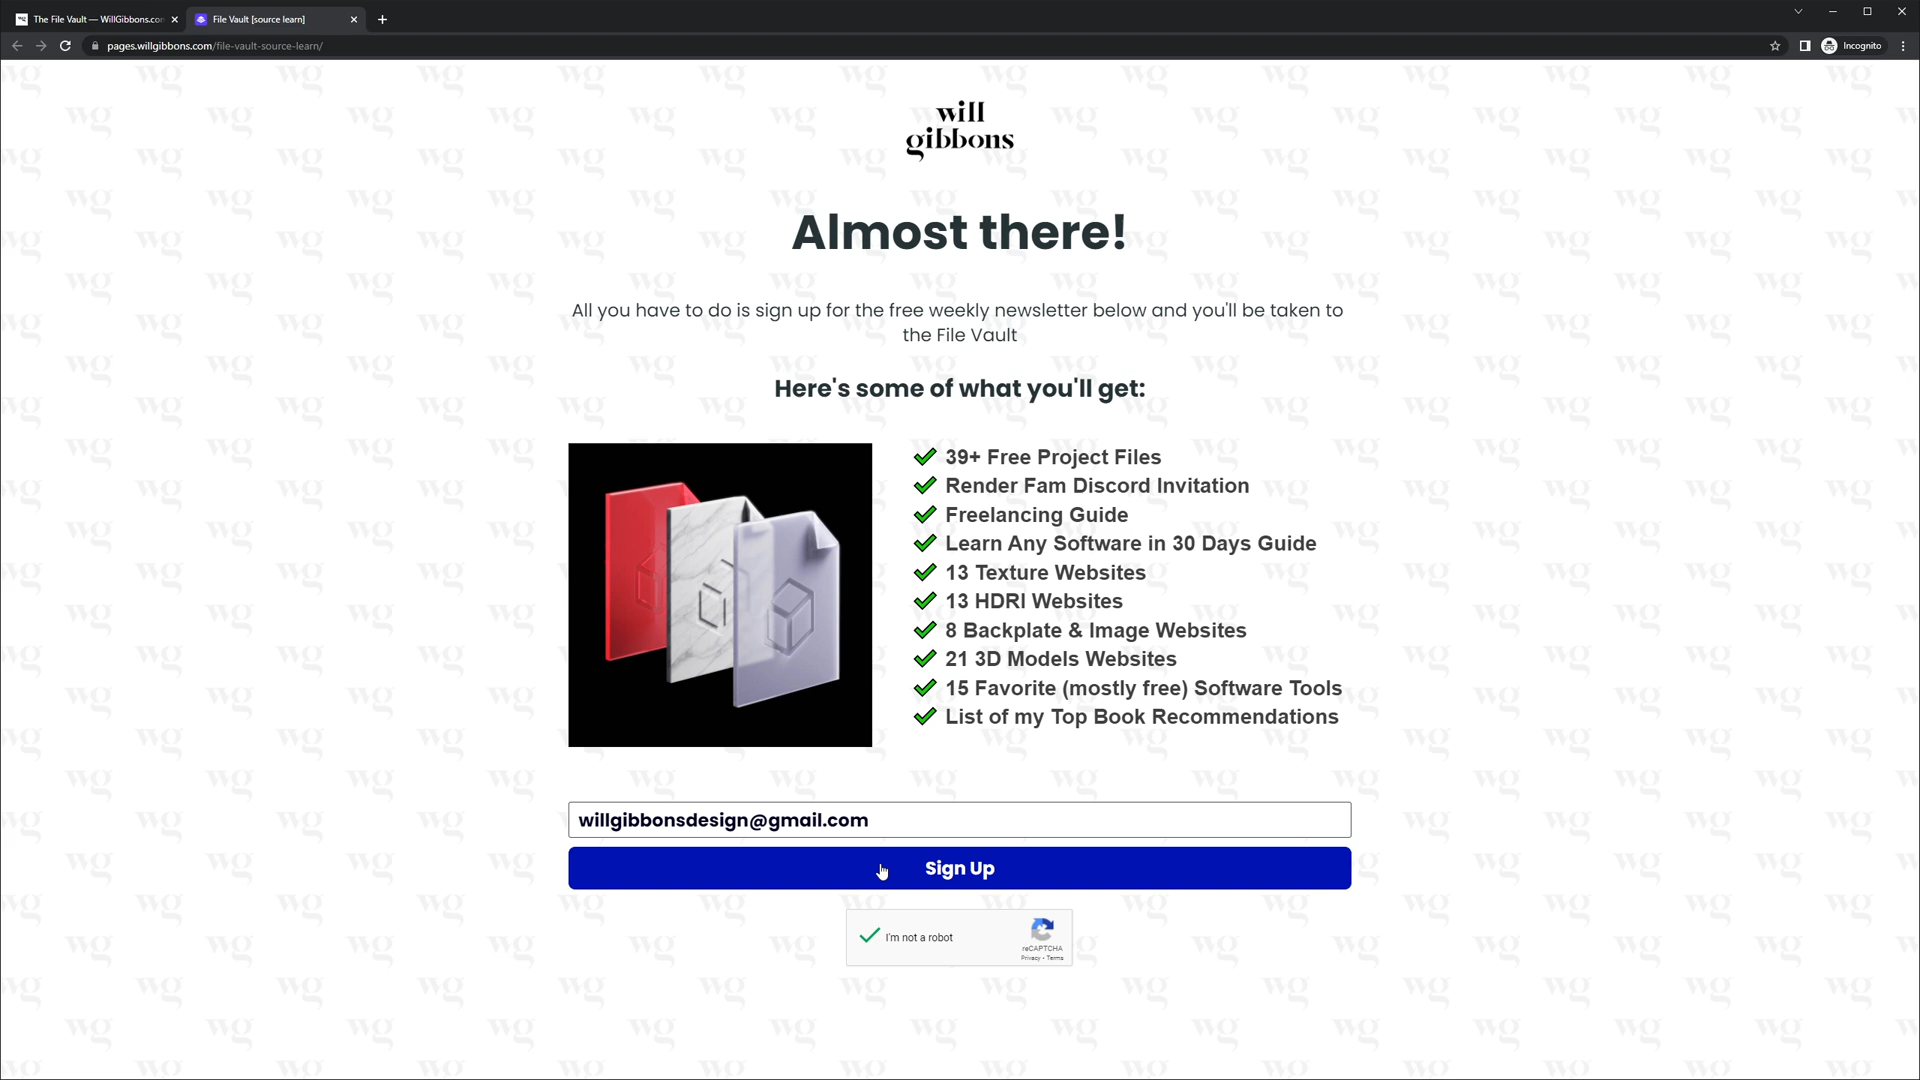 The File Vault — WillGibbons.con
File Vault [source learn]
pages.willgibbons.com/file-vault-source-learn/
Incognito
will
gibbons
Almost there!
All you have to do is sign up for the free weekly newsletter below and you'll be taken to
the File Vault
Here's some of what you'll get:
39+ Free Project Files
Render Fam Discord Invitation
Freelancing Guide
Learn Any Software in 30 Days Guide
13 Texture Websites
13 HDRI Websites
8 Backplate & Image Websites
21 3D Models Websites
15 Favorite (mostly free) Software Tools
List of my Top Book Recommendations
willgibbonsdesign@gmail.com
Sign Up
I'm not a robot
reCAPTCHA
Privacy - Terms